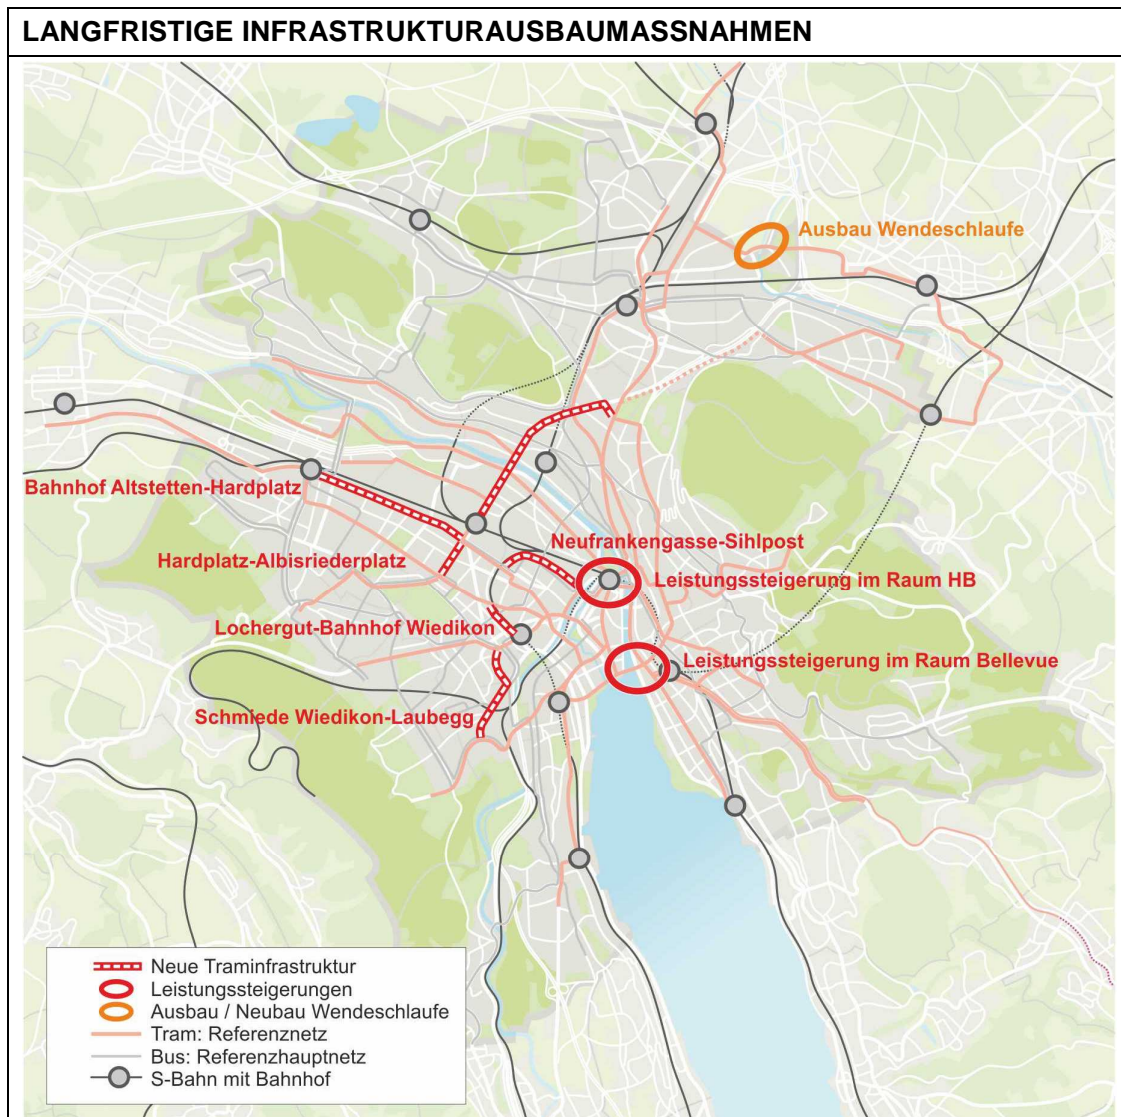 LANGFRISTIGE INFRASTRUKTURAUSBAUMASSNAHMEN
Ausbau Wendeschlaufe
Bahnhof Altstetten-Hardplatz
Neufrankengasse-Sihlpost
Hardplatz-Albisriederplatz
Leistungssteigerung im Raum HB
Lochergut-Bahnhof Wiedikon
Leistungssteigerung im Raum Bellevue
Schmiede Wiedikon-Laubegg
Neue Traminfrastruktur
Leistungssteigerungen
Ausbau / Neubau Wendeschlaufe
Tram: Referenznetz
Bus: Referenzhauptnetz
S-Bahn mit Bahnhof